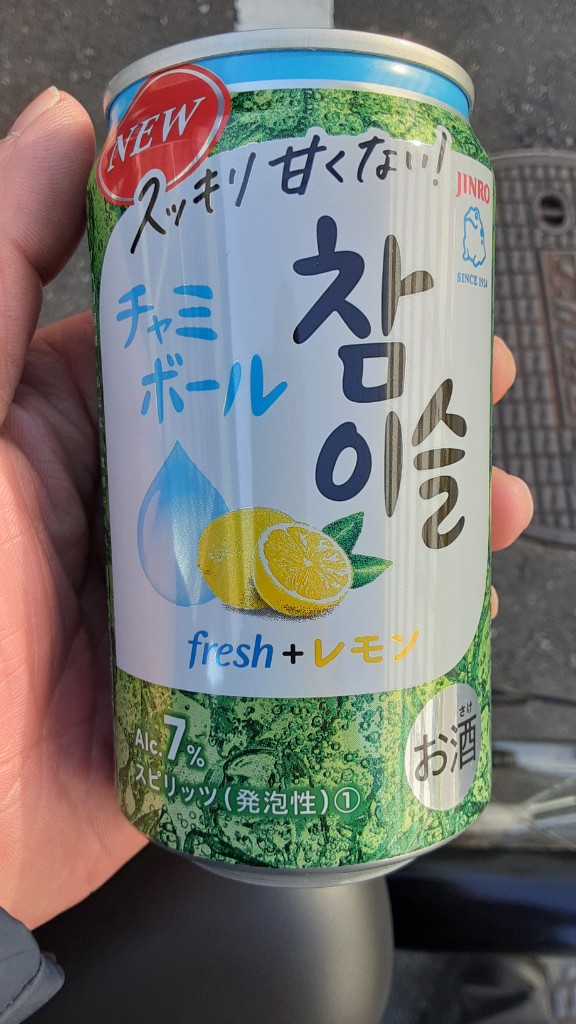 NEW
スッキリ 甘くない!
JINRO
SINCE 1924
참
이슬
チャミ
ボール
fresh + レモン
Alc. 7%
スピリッツ(発泡性)①
さけ
お酒